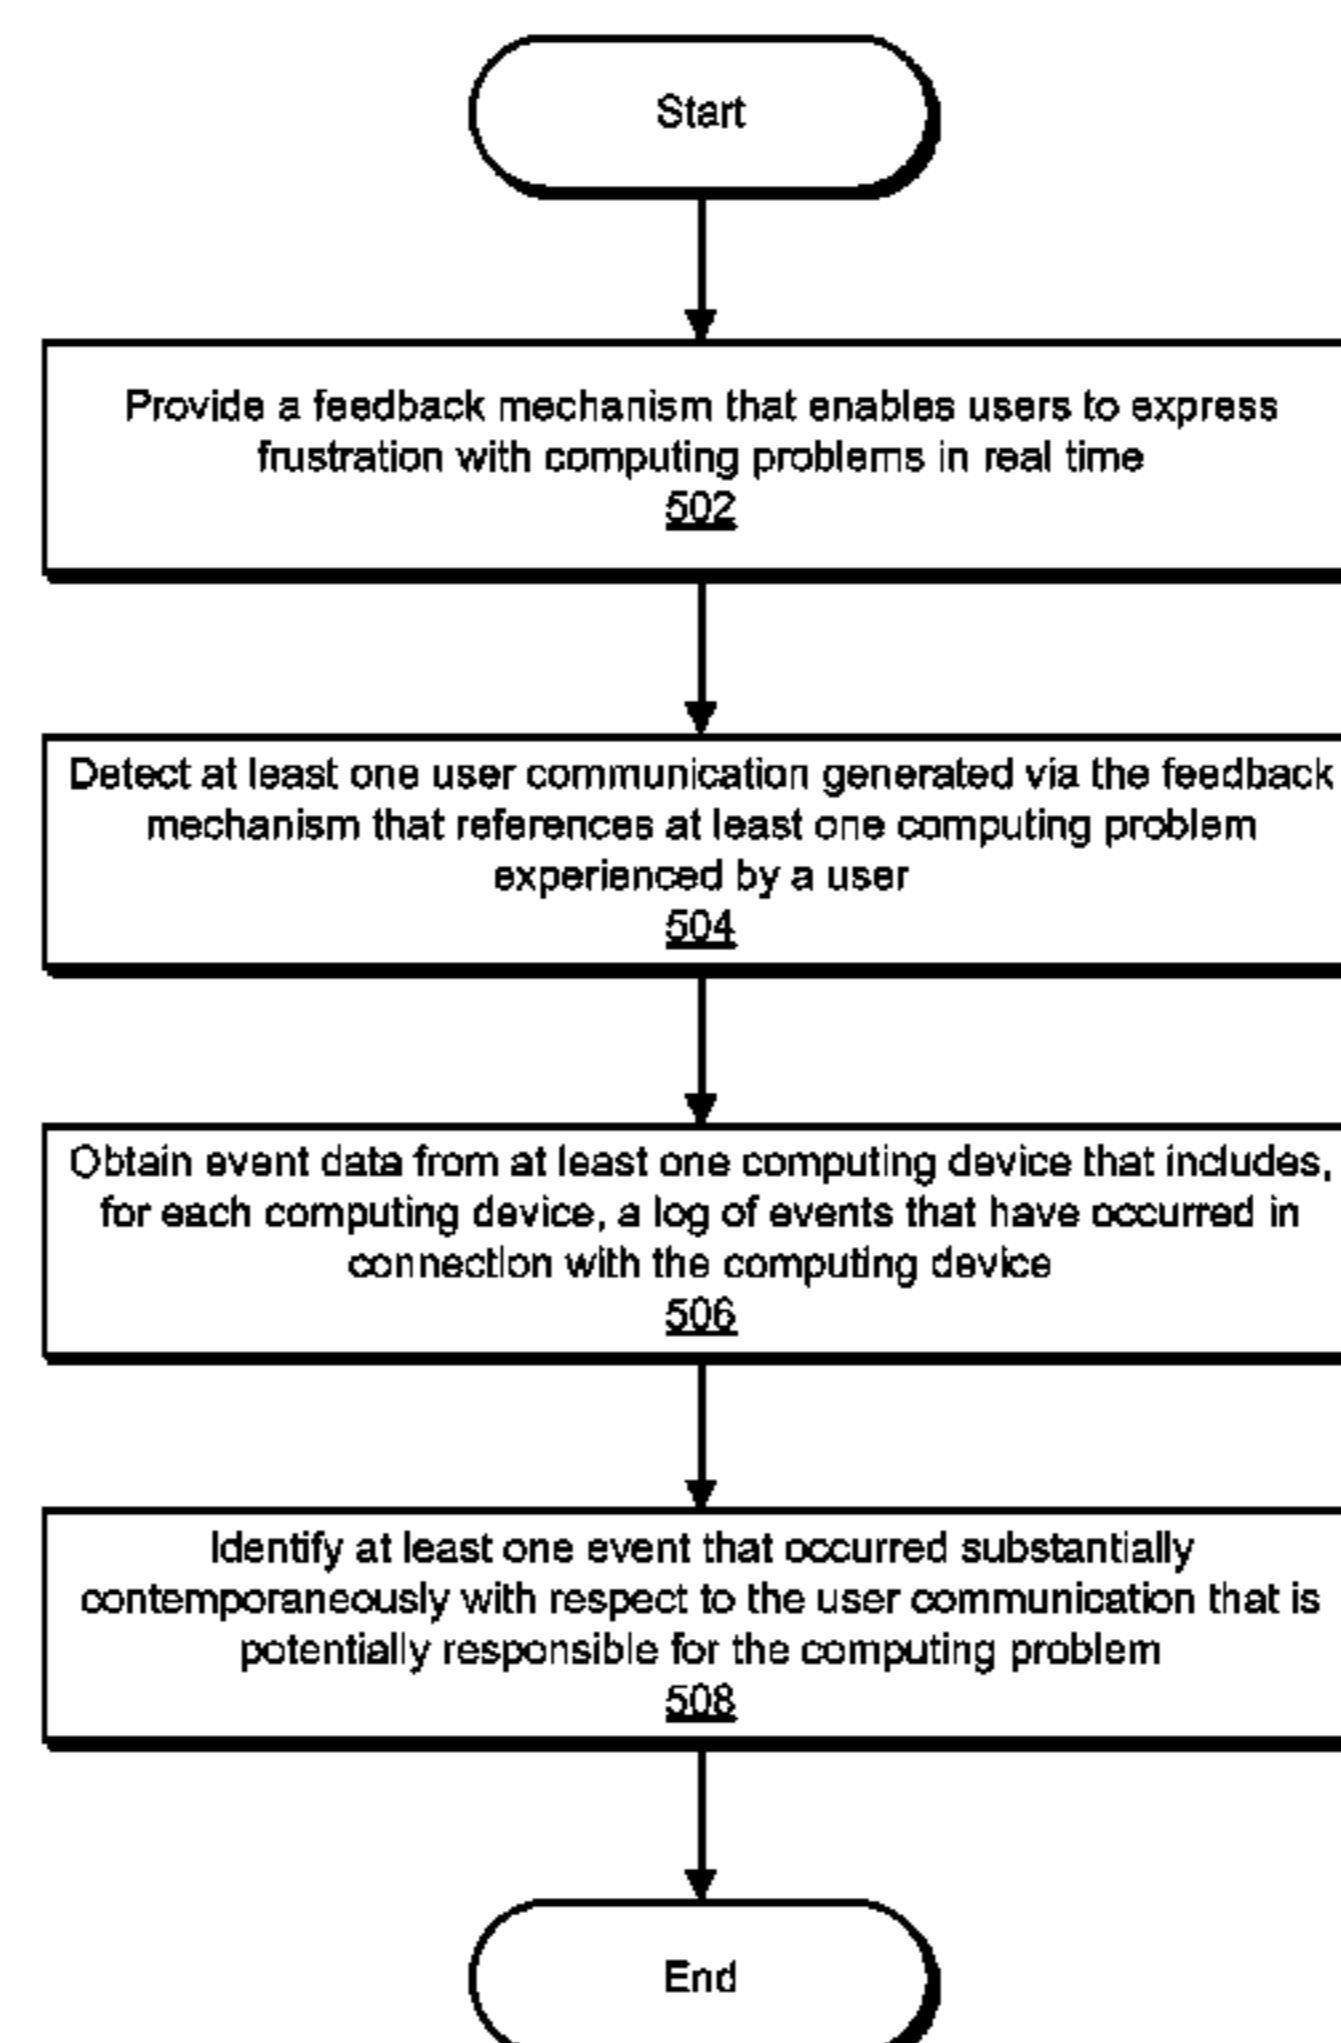 Start
Provide a feedback mechanism that enables users to express
frustration with computing problems in real time
502
Detect at least one user communication generated via the feedback
mechanism that references at least one computing problem
experienced by a user
504
Obtain event data from at least one computing device that includes,
for each computing device, a log of events that have occurred in
connection with the computing device
506
Identify at least one event that occurred substantially
contemporaneously with respect to the user communication that is
potentially responsible for the computing problem
508
End